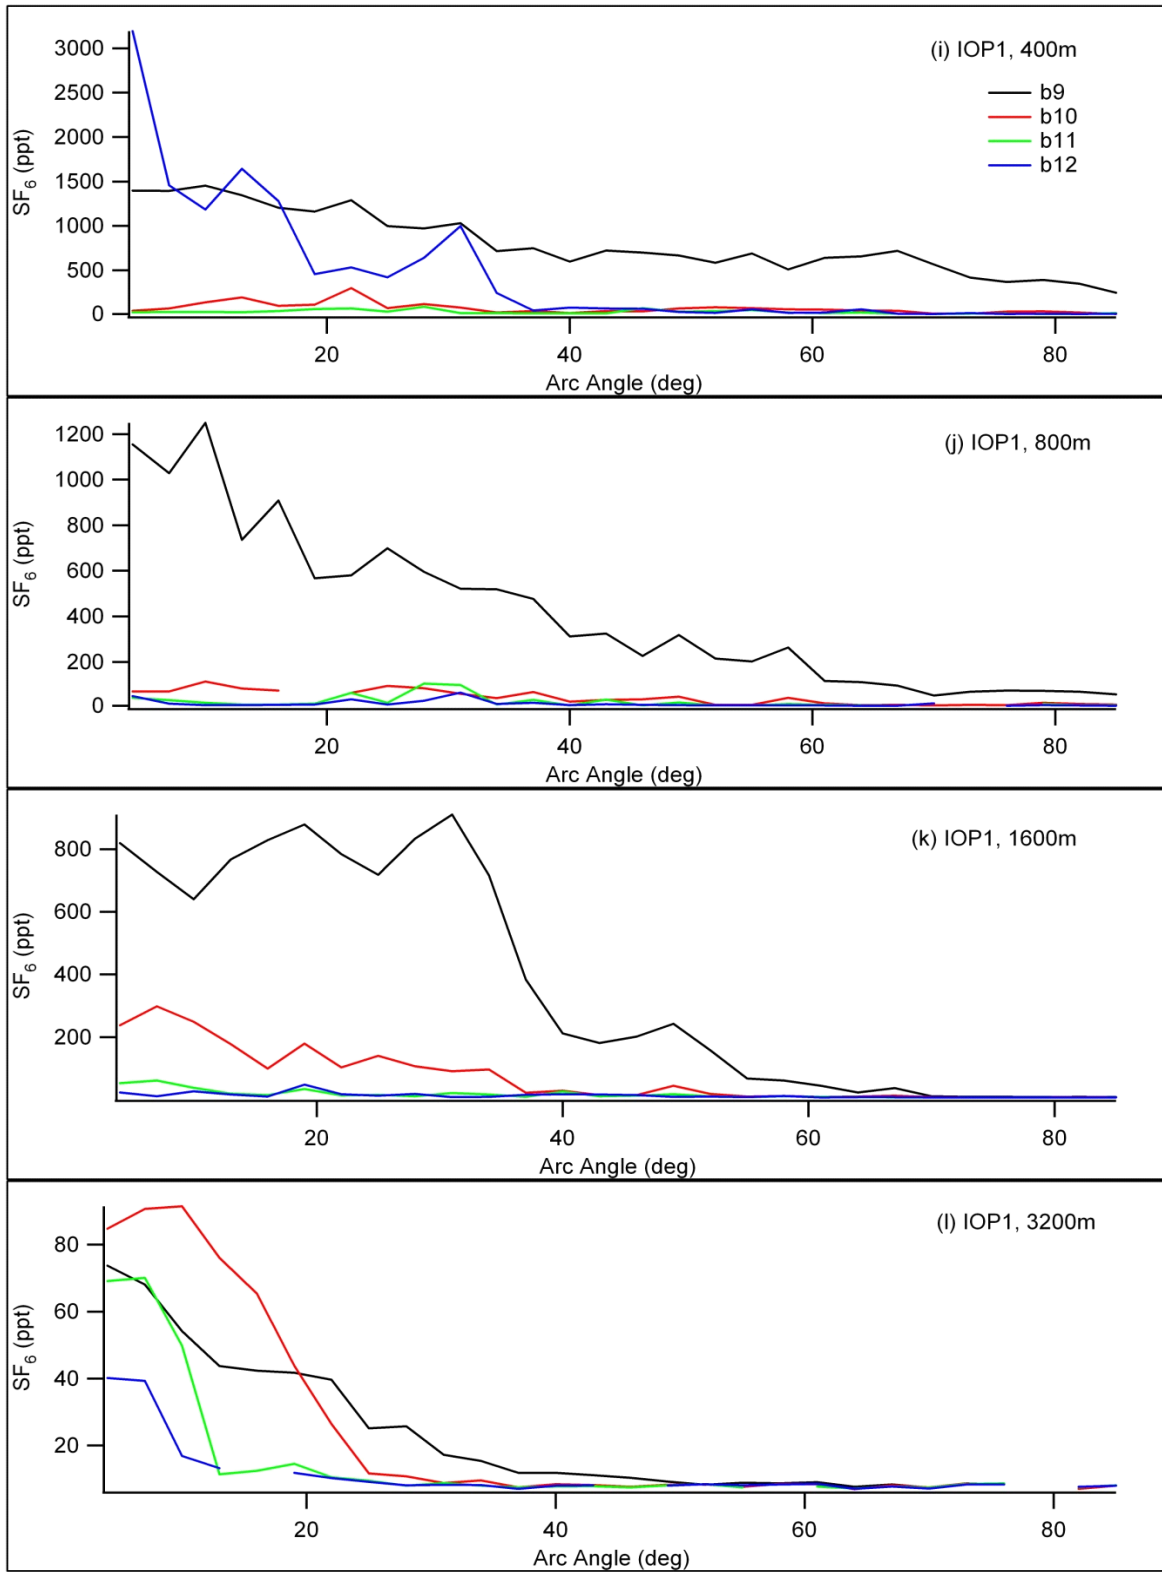 (i) IOP1, 400m
b9
b10
b11
b12
SF6 (ppt)
3000
2500
2000
1500
1000
500
0
20 40 60 80
Arc Angle (deg)
(j) IOP1, 800m
SF6 (ppt)
1200
1000
800
600
400
200
0
20 40 60 80
Arc Angle (deg)
(k) IOP1, 1600m
SF6 (ppt)
800
600
400
200
20 40 60 80
Arc Angle (deg)
(l) IOP1, 3200m
SF6 (ppt)
80
60
40
20
20 40 60 80
Arc Angle (deg)